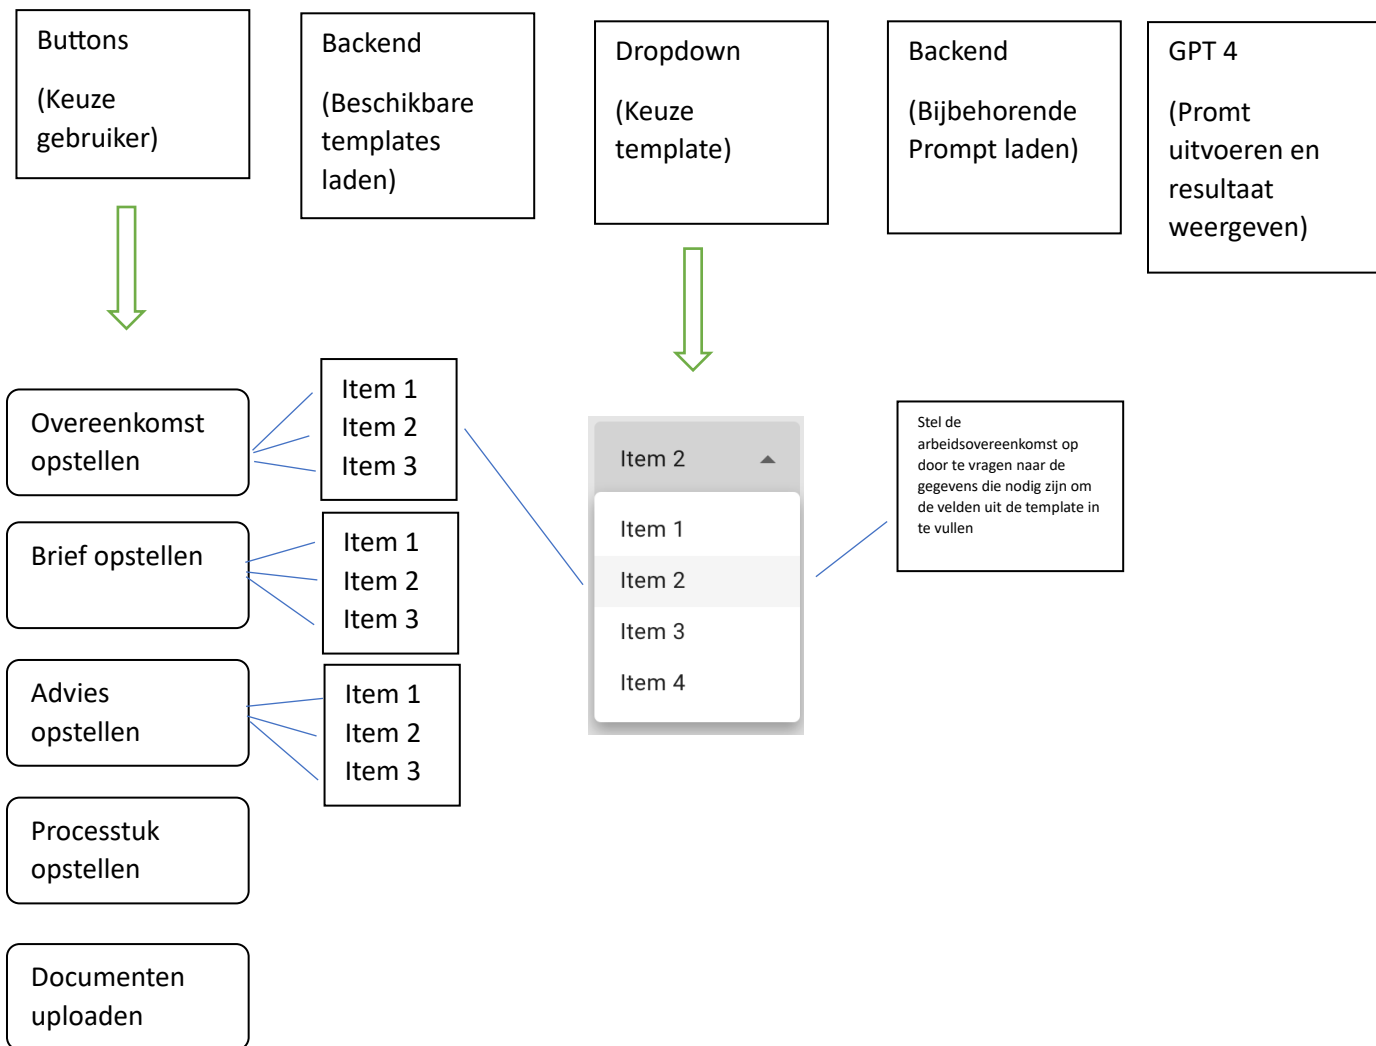 Buttons
(Keuze
gebruiker)
Backend
(Beschikbare
templates
laden)
Dropdown
(Keuze
template)
Backend
(Bijbehorende
Prompt laden)
GPT 4
(Promt
uitvoeren en
resultaat
weergeven)
Overeenkomst
opstellen
Item 1
Item 2
Item 3
Brief opstellen
Item 1
Item 2
Item 3
Advies
opstellen
Item 1
Item 2
Item 3
Processtuk
opstellen
Documenten
uploaden
Item 2
Item 1
Item 2
Item 3
Item 4
Stel de
arbeidsovereenkomst op
door te vragen naar de
gegevens die nodig zijn om
de velden uit de template in
te vullen